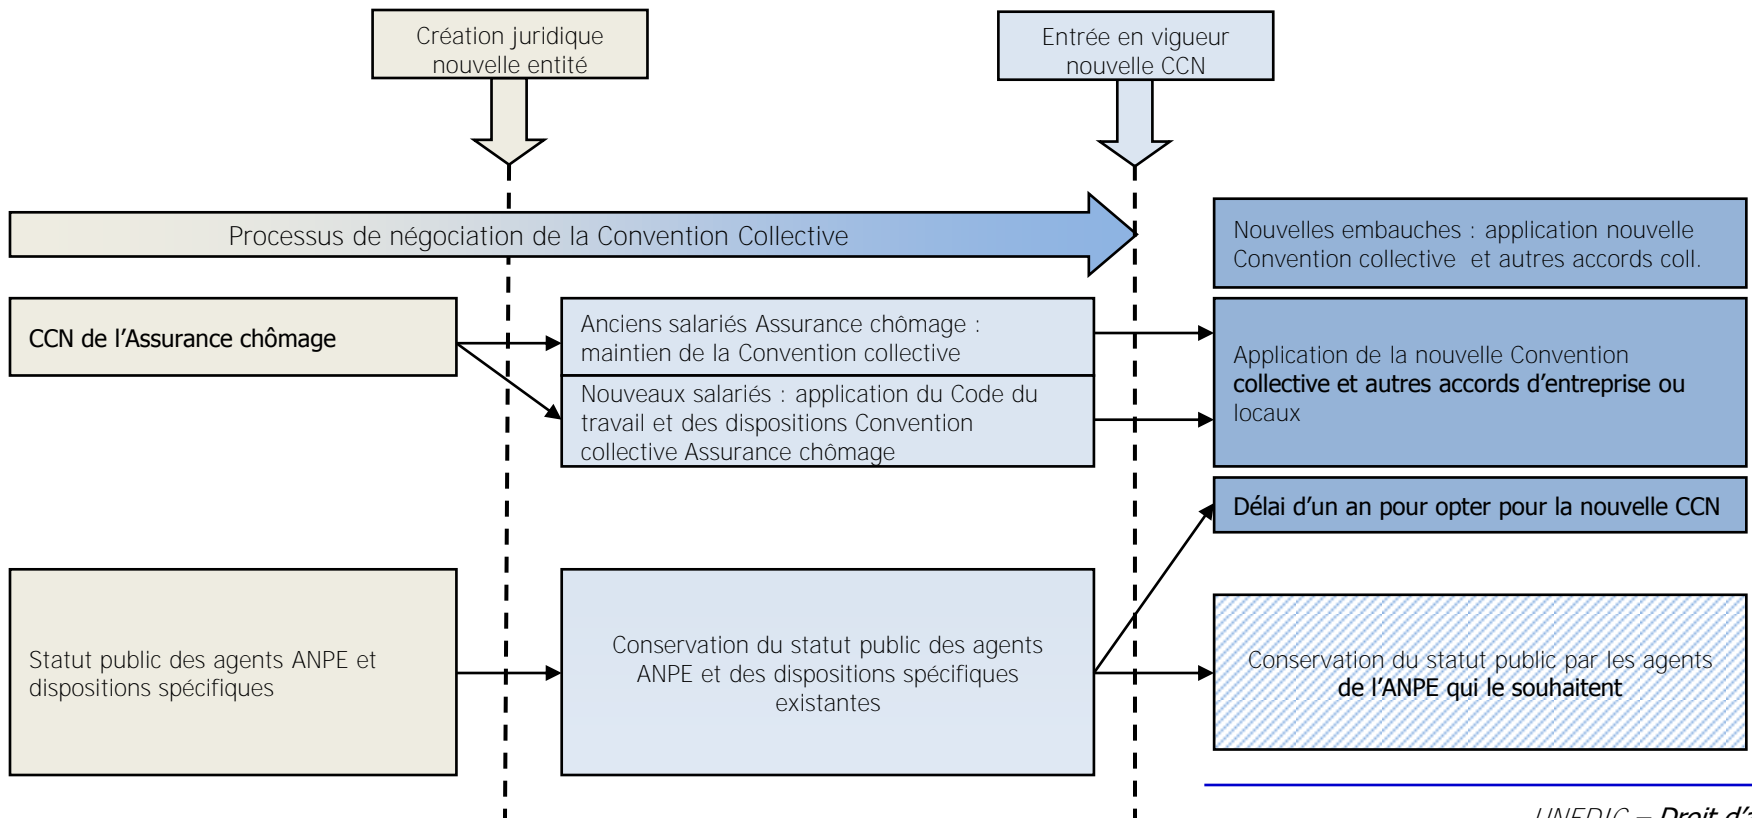 Création juridique
nouvelle entité
Entrée en vigueur
nouvelle CCN
Processus de négociation de la Convention Collective
Nouvelles embauches : application nouvelle
Convention collective et autres accords coll.
CCN de l’Assurance chômage
Anciens salariés Assurance chômage :
maintien de la Convention collective
Nouveaux salariés : application du Code du
travail et des dispositions Convention
collective Assurance chômage
Application de la nouvelle Convention
collective et autres accords d’entreprise ou
locaux
Délai d’un an pour opter pour la nouvelle CCN
Statut public des agents ANPE et
dispositions spécifiques
Conservation du statut public des agents
ANPE et des dispositions spécifiques
existantes
Conservation du statut public par les agents
de l’ANPE qui le souhaitent
UNEDIC – Droit